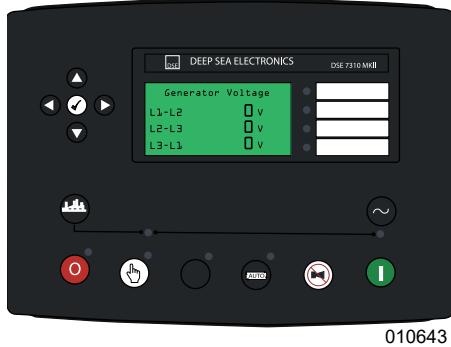 DSE DEEP SEA ELECTRONICS DSE 7310 MKII
Generator Voltage
L1-L2 0 V
L2-L3 0 V
L3-L1 0 V
O AUTO I
010643